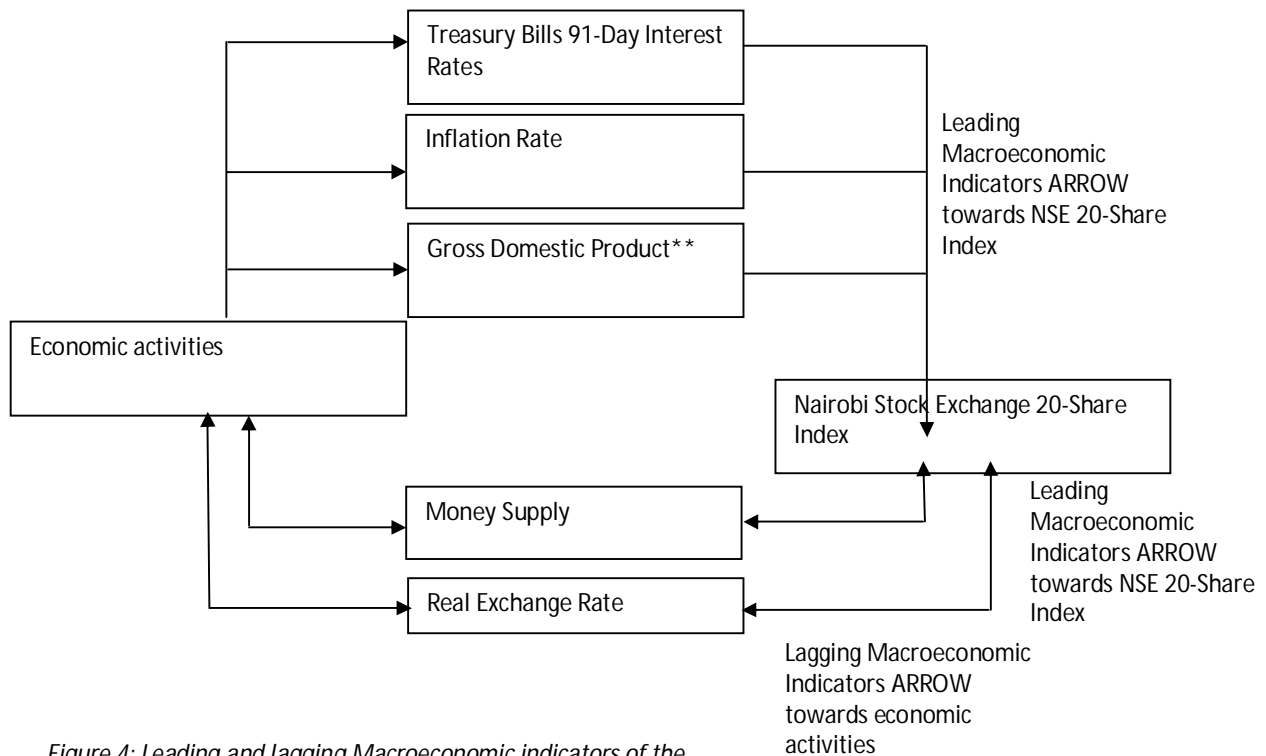 Treasury Bills 91-Day Interest
Rates
Inflation Rate
Gross Domestic Product**
Leading
Macroeconomic
Indicators ARROW
towards NSE 20-Share
Index
Economic activities
Nairobi Stock Exchange 20-Share
Index
Money Supply
Real Exchange Rate
Leading
Macroeconomic
Indicators ARROW
towards NSE 20-Share
Index
Lagging Macroeconomic
Indicators ARROW
towards economic
activities
Figure 4: Leading and lagging Macroeconomic indicators of the